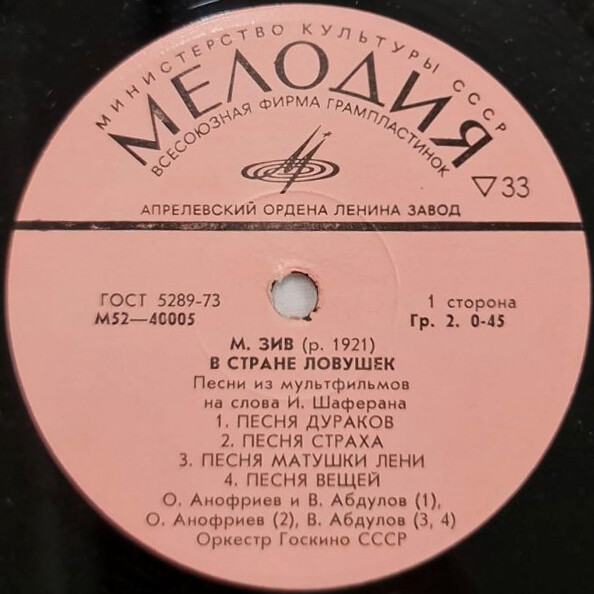 МИНИСТЕРСТВО КУЛЬТУРЫ СССР
МЕЛОДИЯ
ВСЕСОЮЗНАЯ ФИРМА ГРАМПЛАСТИНОК
▽33
АПРЕЛЕВСКИЙ ОРДЕНА ЛЕНИНА ЗАВОД
ГОСТ 5289-73
М52—40005
1 сторона
Гр. 2. 0-45
М. ЗИВ (р. 1921)
В СТРАНЕ ЛОВУШЕК
Песни из мультфильмов
на слова И. Шаферана
1. ПЕСНЯ ДУРАКОВ
2. ПЕСНЯ СТРАХА
3. ПЕСНЯ МАТУШКИ ЛЕНИ
4. ПЕСНЯ ВЕЩЕЙ
О. Анофриев и В. Абдулов (1),
О. Анофриев (2), В. Абдулов (3, 4)
Оркестр Госкино СССР